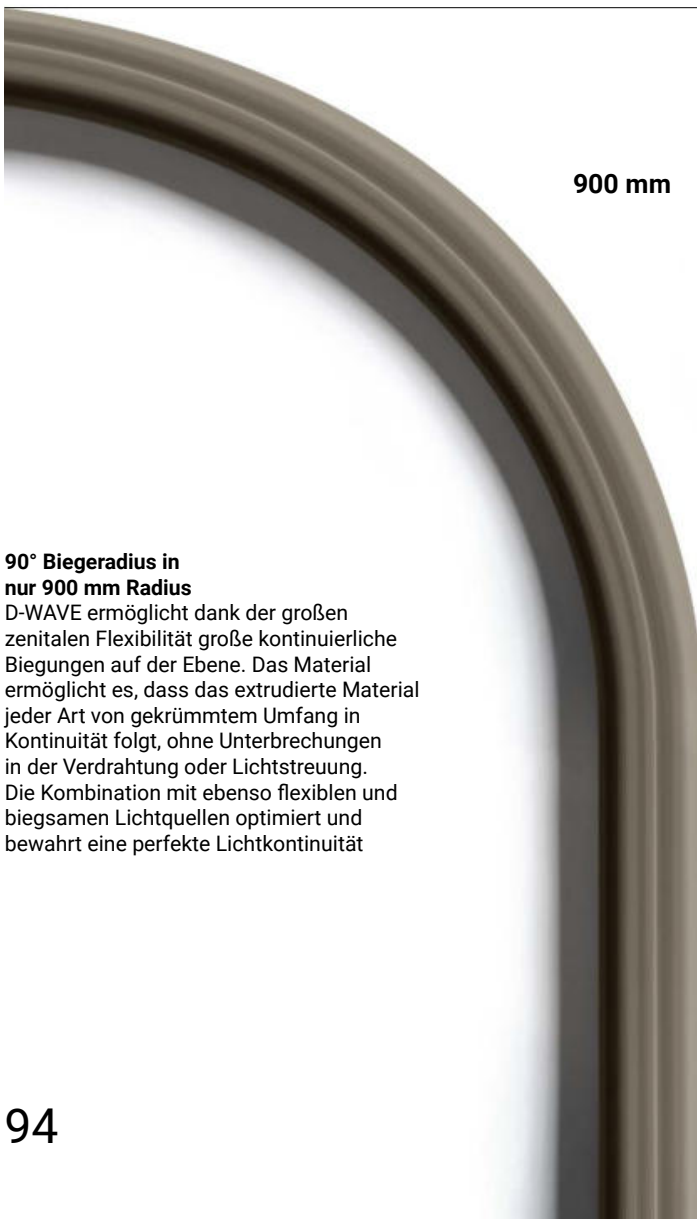 900 mm
90° Biegeradius in
nur 900 mm Radius
D-WAVE ermöglicht dank der großen
zenitalen Flexibilität große kontinuierliche
Biegungen auf der Ebene. Das Material
ermöglicht es, dass das extrudierte Material
jeder Art von gekrümmtem Umfang in
Kontinuität folgt, ohne Unterbrechungen
in der Verdrahtung oder Lichtstreuung.
Die Kombination mit ebenso flexiblen und
biegsamen Lichtquellen optimiert und
bewahrt eine perfekte Lichtkontinuität
94